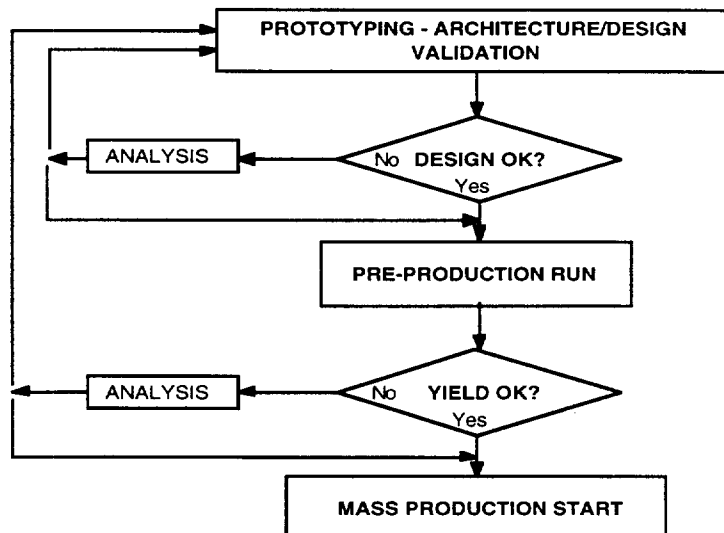 PROTOTYPING - ARCHITECTURE/DESIGN
VALIDATION
ANALYSIS
No
DESIGN OK?
Yes
PRE-PRODUCTION RUN
ANALYSIS
No
YIELD OK?
Yes
MASS PRODUCTION START